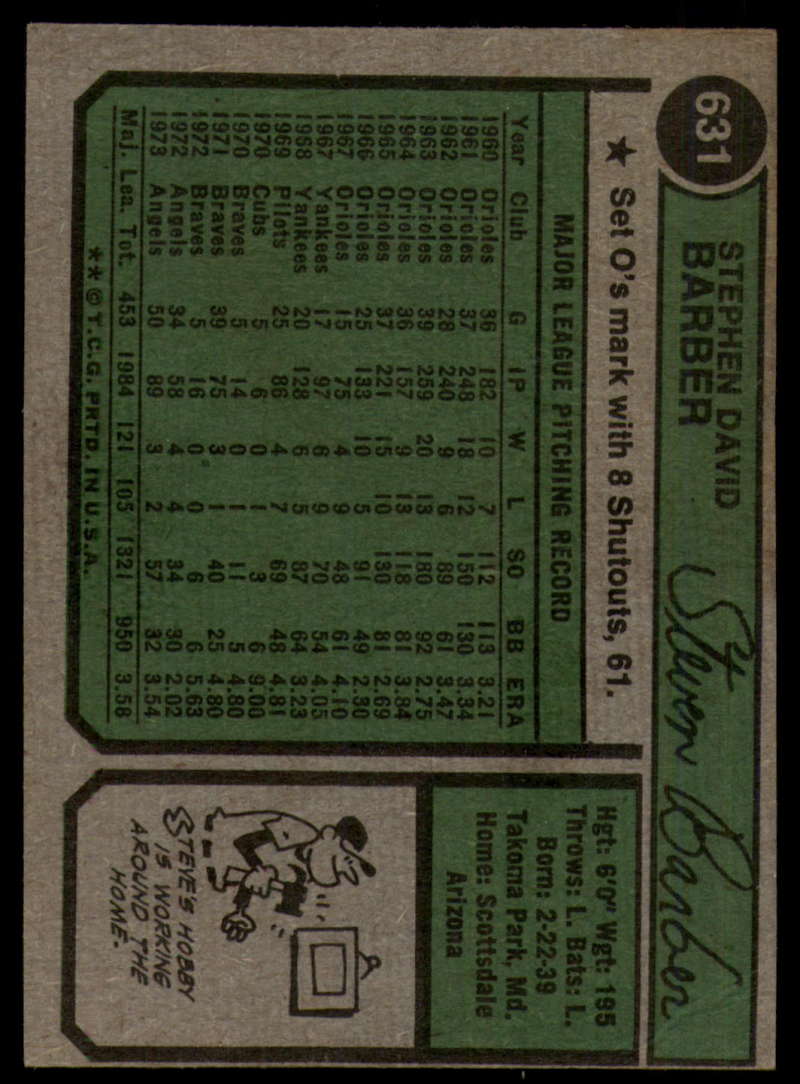 631
STEPHEN DAVID
BARBER
Steven Barber
★ Set O's mark with 8 Shutouts, 61.
MAJOR LEAGUE PITCHING RECORD
Year Club G IP W L SO BB ERA
1960 Orioles 36 182 10 7 112 113 3.21
1961 Orioles 37 248 18 12 150 130 3.34
1962 Orioles 28 240 9 6 89 61 3.47
1963 Orioles 39 259 20 13 180 92 2.75
1964 Orioles 36 157 9 13 118 81 3.84
1965 Orioles 37 221 15 10 130 81 2.69
1966 Orioles 25 133 10 5 91 49 2.30
1967 Orioles 15 75 4 9 48 61 4.10
1967 Yankees 17 97 6 9 70 54 4.05
1968 Yankees 20 128 6 5 87 64 3.23
1969 Pilots 25 86 4 7 69 48 4.81
1970 Cubs 5 6 0 1 3 6 9.00
1970 Braves 5 14 0 1 11 5 4.80
1971 Braves 39 75 3 1 40 25 4.80
1972 Braves 5 16 0 0 6 6 5.63
1972 Angels 34 58 4 4 34 30 2.02
1973 Angels 50 89 3 2 57 32 3.54
Maj. Lea. Tot. 453 1984 121 105 1321 950 3.58
**©T.C.G. PRTD. IN U.S.A.
Hgt: 6'0" Wgt: 195
Throws: L. Bats: L.
Born: 2-22-39
Takoma Park, Md.
Home: Scottsdale
Arizona
STEVE'S HOBBY
IS WORKING
AROUND THE
HOME.